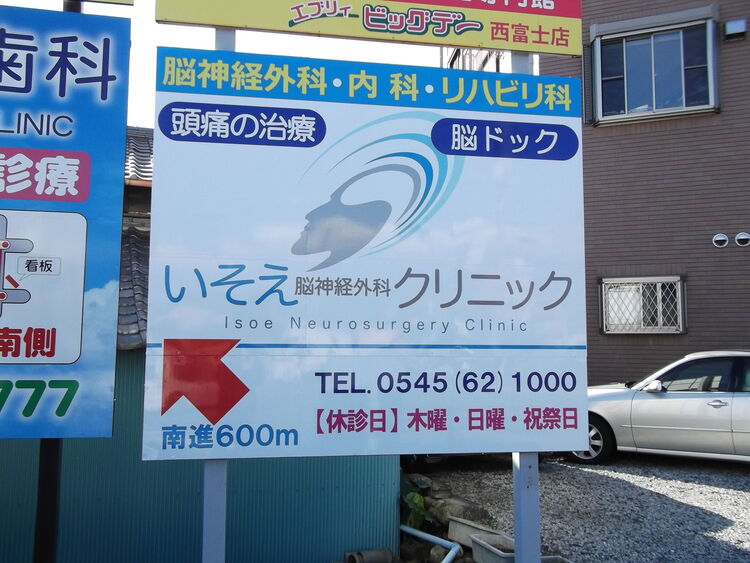 エブリィ ビッグデー 西富士店
歯科
CLINIC
診療
看板
南側
777
脳神経外科・内科・リハビリ科
頭痛の治療
脳ドック
いそえ脳神経外科クリニック
Isoe Neurosurgery Clinic
TEL.0545(62)1000
【休診日】木曜・日曜・祝祭日
南進600m